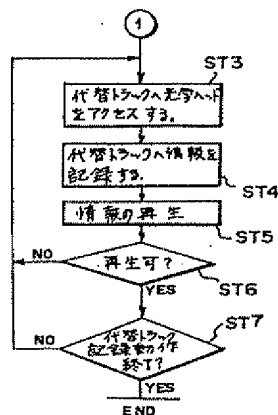 1
ST3
代替トラックへ光学ヘッド
をアクセスする。
代替トラックへ情報を
記録する.
ST4
情報の再生
ST5
NO
再生可?
ST6
YES
ST7
NO
代替トラック
記録動作
終了?
YES
END